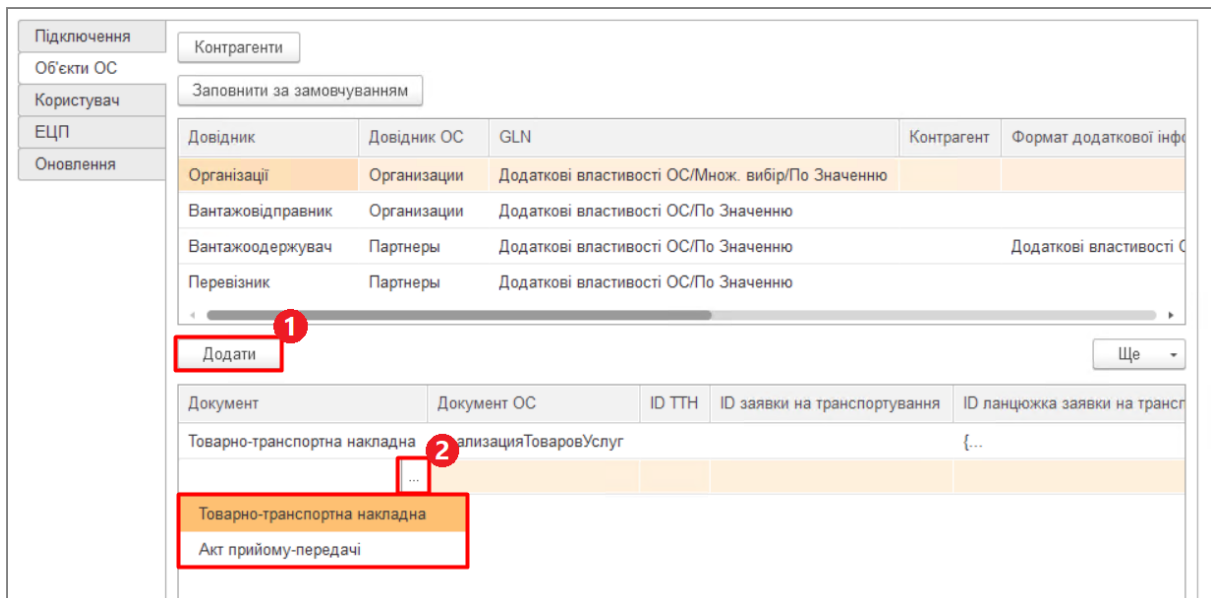 Підключення
Об'єкти ОС
Користувач
ЕЦП
Оновлення
Контрагенти
Заповнити за замовчуванням
Довідник Довідник ОС GLN Контрагент Формат додаткової інфо
Організації Организации Додаткові властивості ОС/Множ. вибір/По Значенню
Вантажовідправник Организации Додаткові властивості ОС/По Значенню
Вантажоодержувач Партнеры Додаткові властивості ОС/По Значенню Додаткові властивості О
Перевізник Партнеры Додаткові властивості ОС/По Значенню
1
Додати Ще
Документ Документ ОС ID ТТН ID заявки на транспортування ID ланцюжка заявки на трансп
Товарно-транспортна накладна ализацияТоваровУслуг {...
2
...
Товарно-транспортна накладна
Акт прийому-передачі